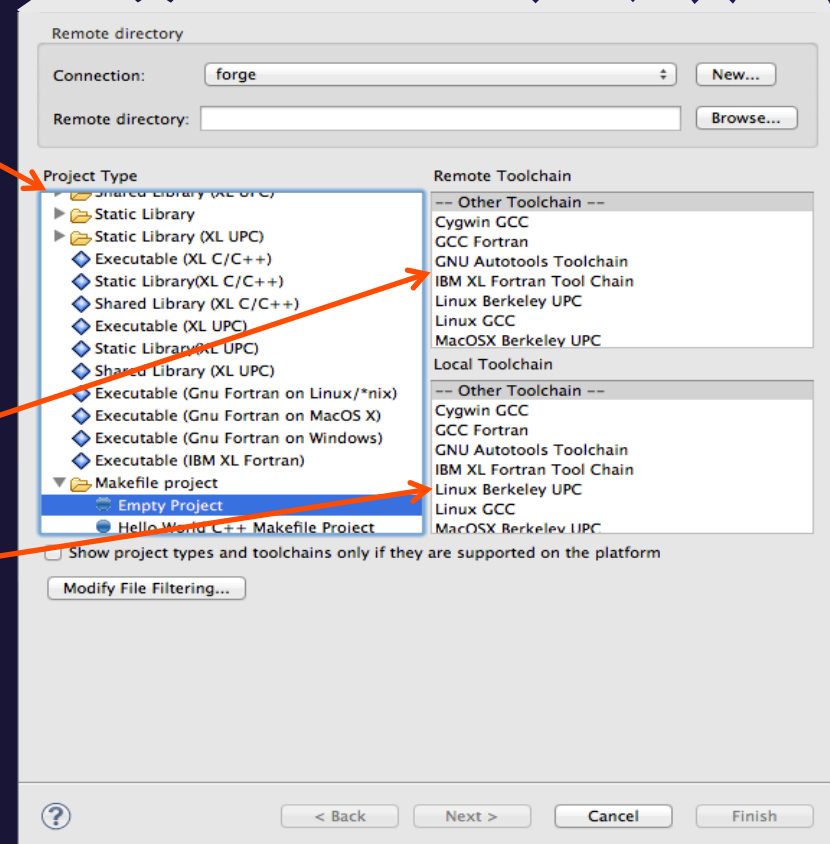 Remote directory
Connection:
forge
New...
Remote directory:
Browse...
Project Type
Shared Library (XL UPC)
Static Library
Static Library (XL UPC)
Executable (XL C/C++)
Static Library(XL C/C++)
Shared Library (XL C/C++)
Executable (XL UPC)
Static Library(XL UPC)
Shared Library (XL UPC)
Executable (Gnu Fortran on Linux/*nix)
Executable (Gnu Fortran on MacOS X)
Executable (Gnu Fortran on Windows)
Executable (IBM XL Fortran)
Makefile project
Empty Project
Hello World C++ Makefile Project
Remote Toolchain
-- Other Toolchain --
Cygwin GCC
GCC Fortran
GNU Autotools Toolchain
IBM XL Fortran Tool Chain
Linux Berkeley UPC
Linux GCC
MacOSX Berkeley UPC
Local Toolchain
-- Other Toolchain --
Cygwin GCC
GCC Fortran
GNU Autotools Toolchain
IBM XL Fortran Tool Chain
Linux Berkeley UPC
Linux GCC
MacOSX Berkeley UPC
Show project types and toolchains only if they are supported on the platform
Modify File Filtering...
?
< Back
Next >
Cancel
Finish